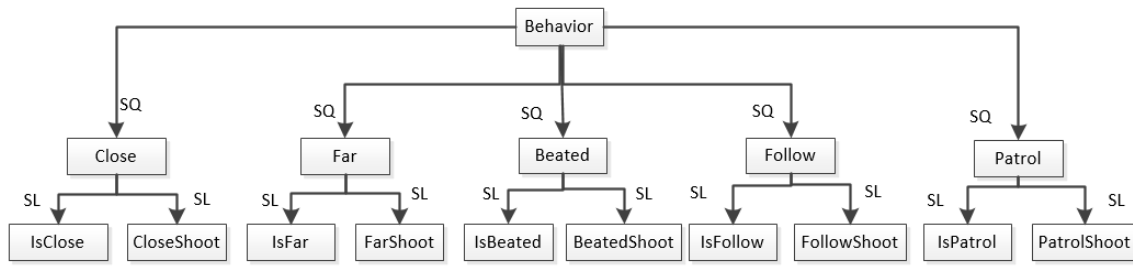 Behavior
SQ
SQ
SQ
SQ
SQ
Close
Far
Beated
Follow
Patrol
SL
SL
SL
SL
SL
SL
SL
SL
SL
SL
IsClose
CloseShoot
IsFar
FarShoot
IsBeated
BeatedShoot
IsFollow
FollowShoot
IsPatrol
PatrolShoot